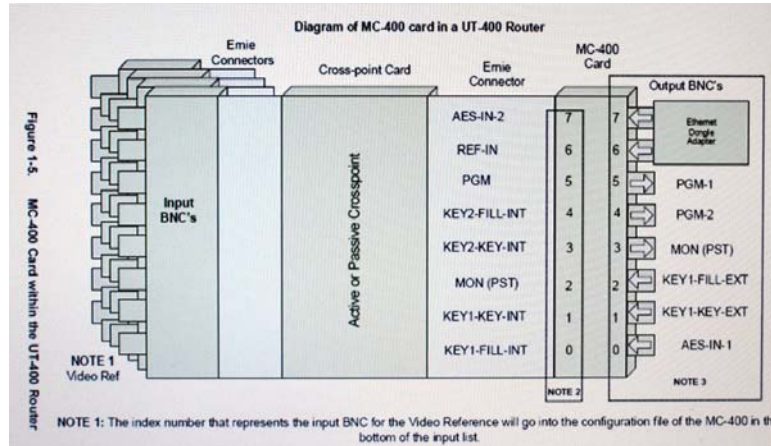 Diagram of MC-400 card in a UT-400 Router
Ernie
Connectors
Cross-point Card
Ernie
Connector
MC-400
Card
Output BNC's
Input
BNC's
Active or Passive Crosspoint
AES-IN-2
REF-IN
PGM
KEY2-FILL-INT
KEY2-KEY-INT
MON (PST)
KEY1-KEY-INT
KEY1-FILL-INT
7 7
6 6
5 5
4 4
3 3
2 2
1 1
0 0
Ethernet
Dongle
Adapter
PGM-1
PGM-2
MON (PST)
KEY1-FILL-EXT
KEY1-KEY-EXT
AES-IN-1
NOTE 2
NOTE 3
NOTE 1
Video Ref
Figure 1-5. MC-400 Card within the UT-400 Router
NOTE 1: The index number that represents the input BNC for the Video Reference will go into the configuration file of the MC-400 in th
bottom of the input list.